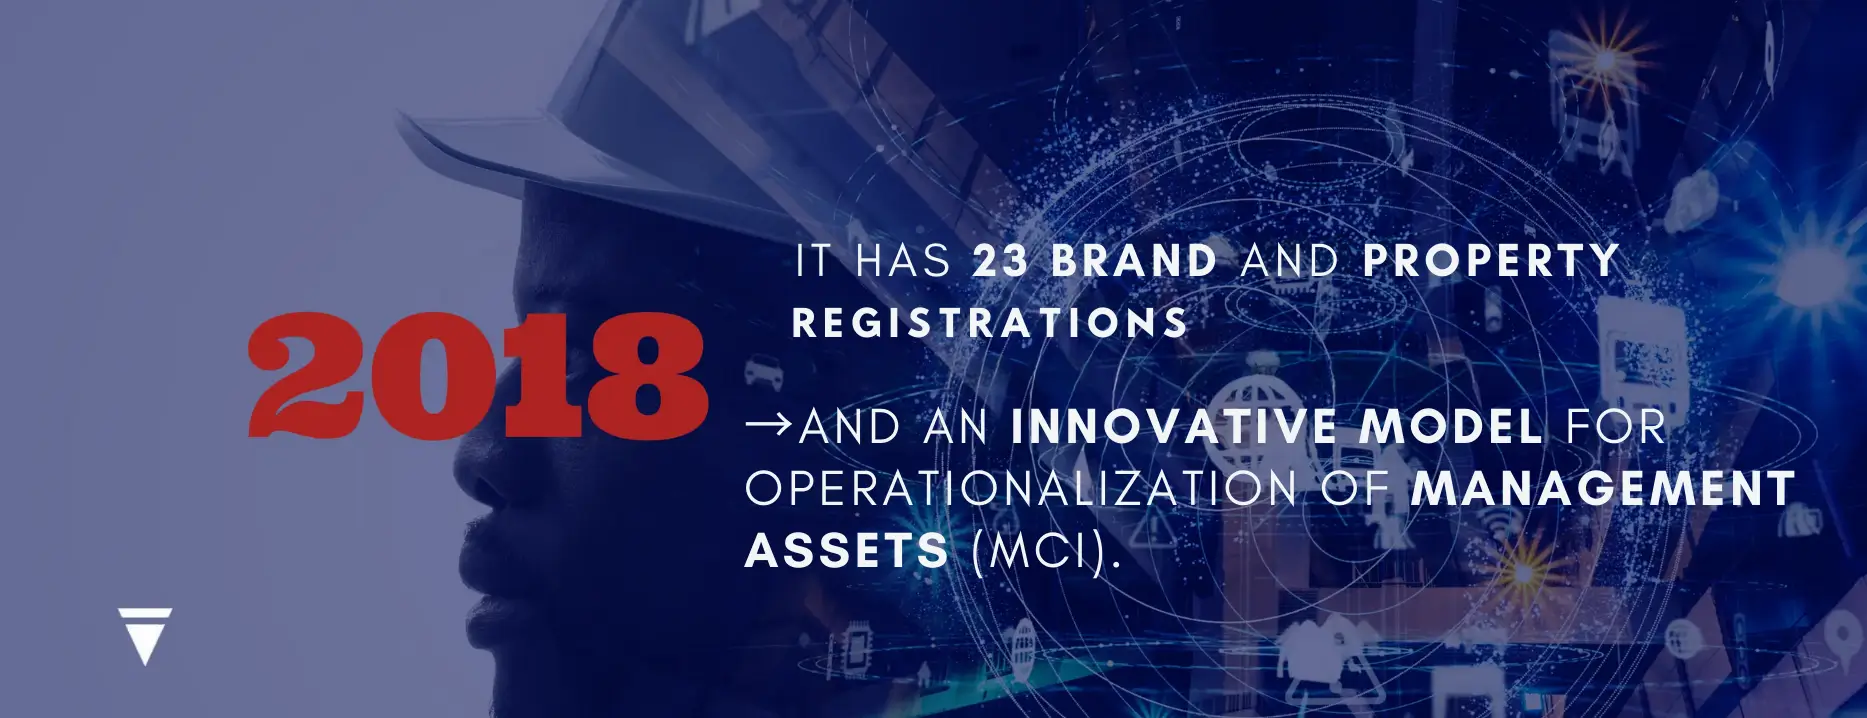 2018
IT HAS 23 BRAND AND PROPERTY
REGISTRATIONS
→AND AN INNOVATIVE MODEL FOR
OPERATIONALIZATION OF MANAGEMENT
ASSETS (MCI).